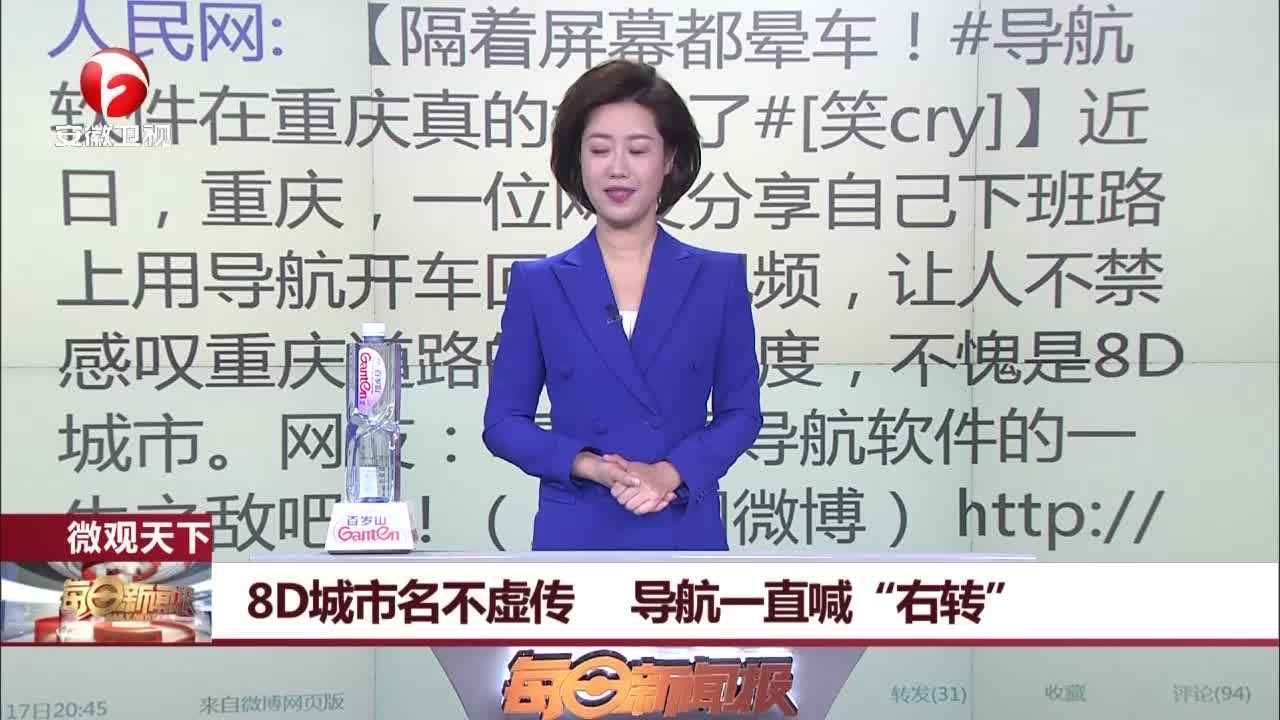 人民网:【隔着屏幕都晕车！#导航
安徽卫视
在重庆真的 了#[笑cry]】近
日，重庆，一位网友分享自己下班路
上用导航开车回 频，让人不禁
感叹重庆道路 度，不愧是8D
城市。网友： 导航软件的一
生之敌吧 ！（ 微博） http://
Ganten
百岁山
Ganten
微观天下
每日新闻报
8D城市名不虚传 导航一直喊“右转”
每日新闻报
17日20:45 来自微博网页版 转发(31) 收藏 评论(94)